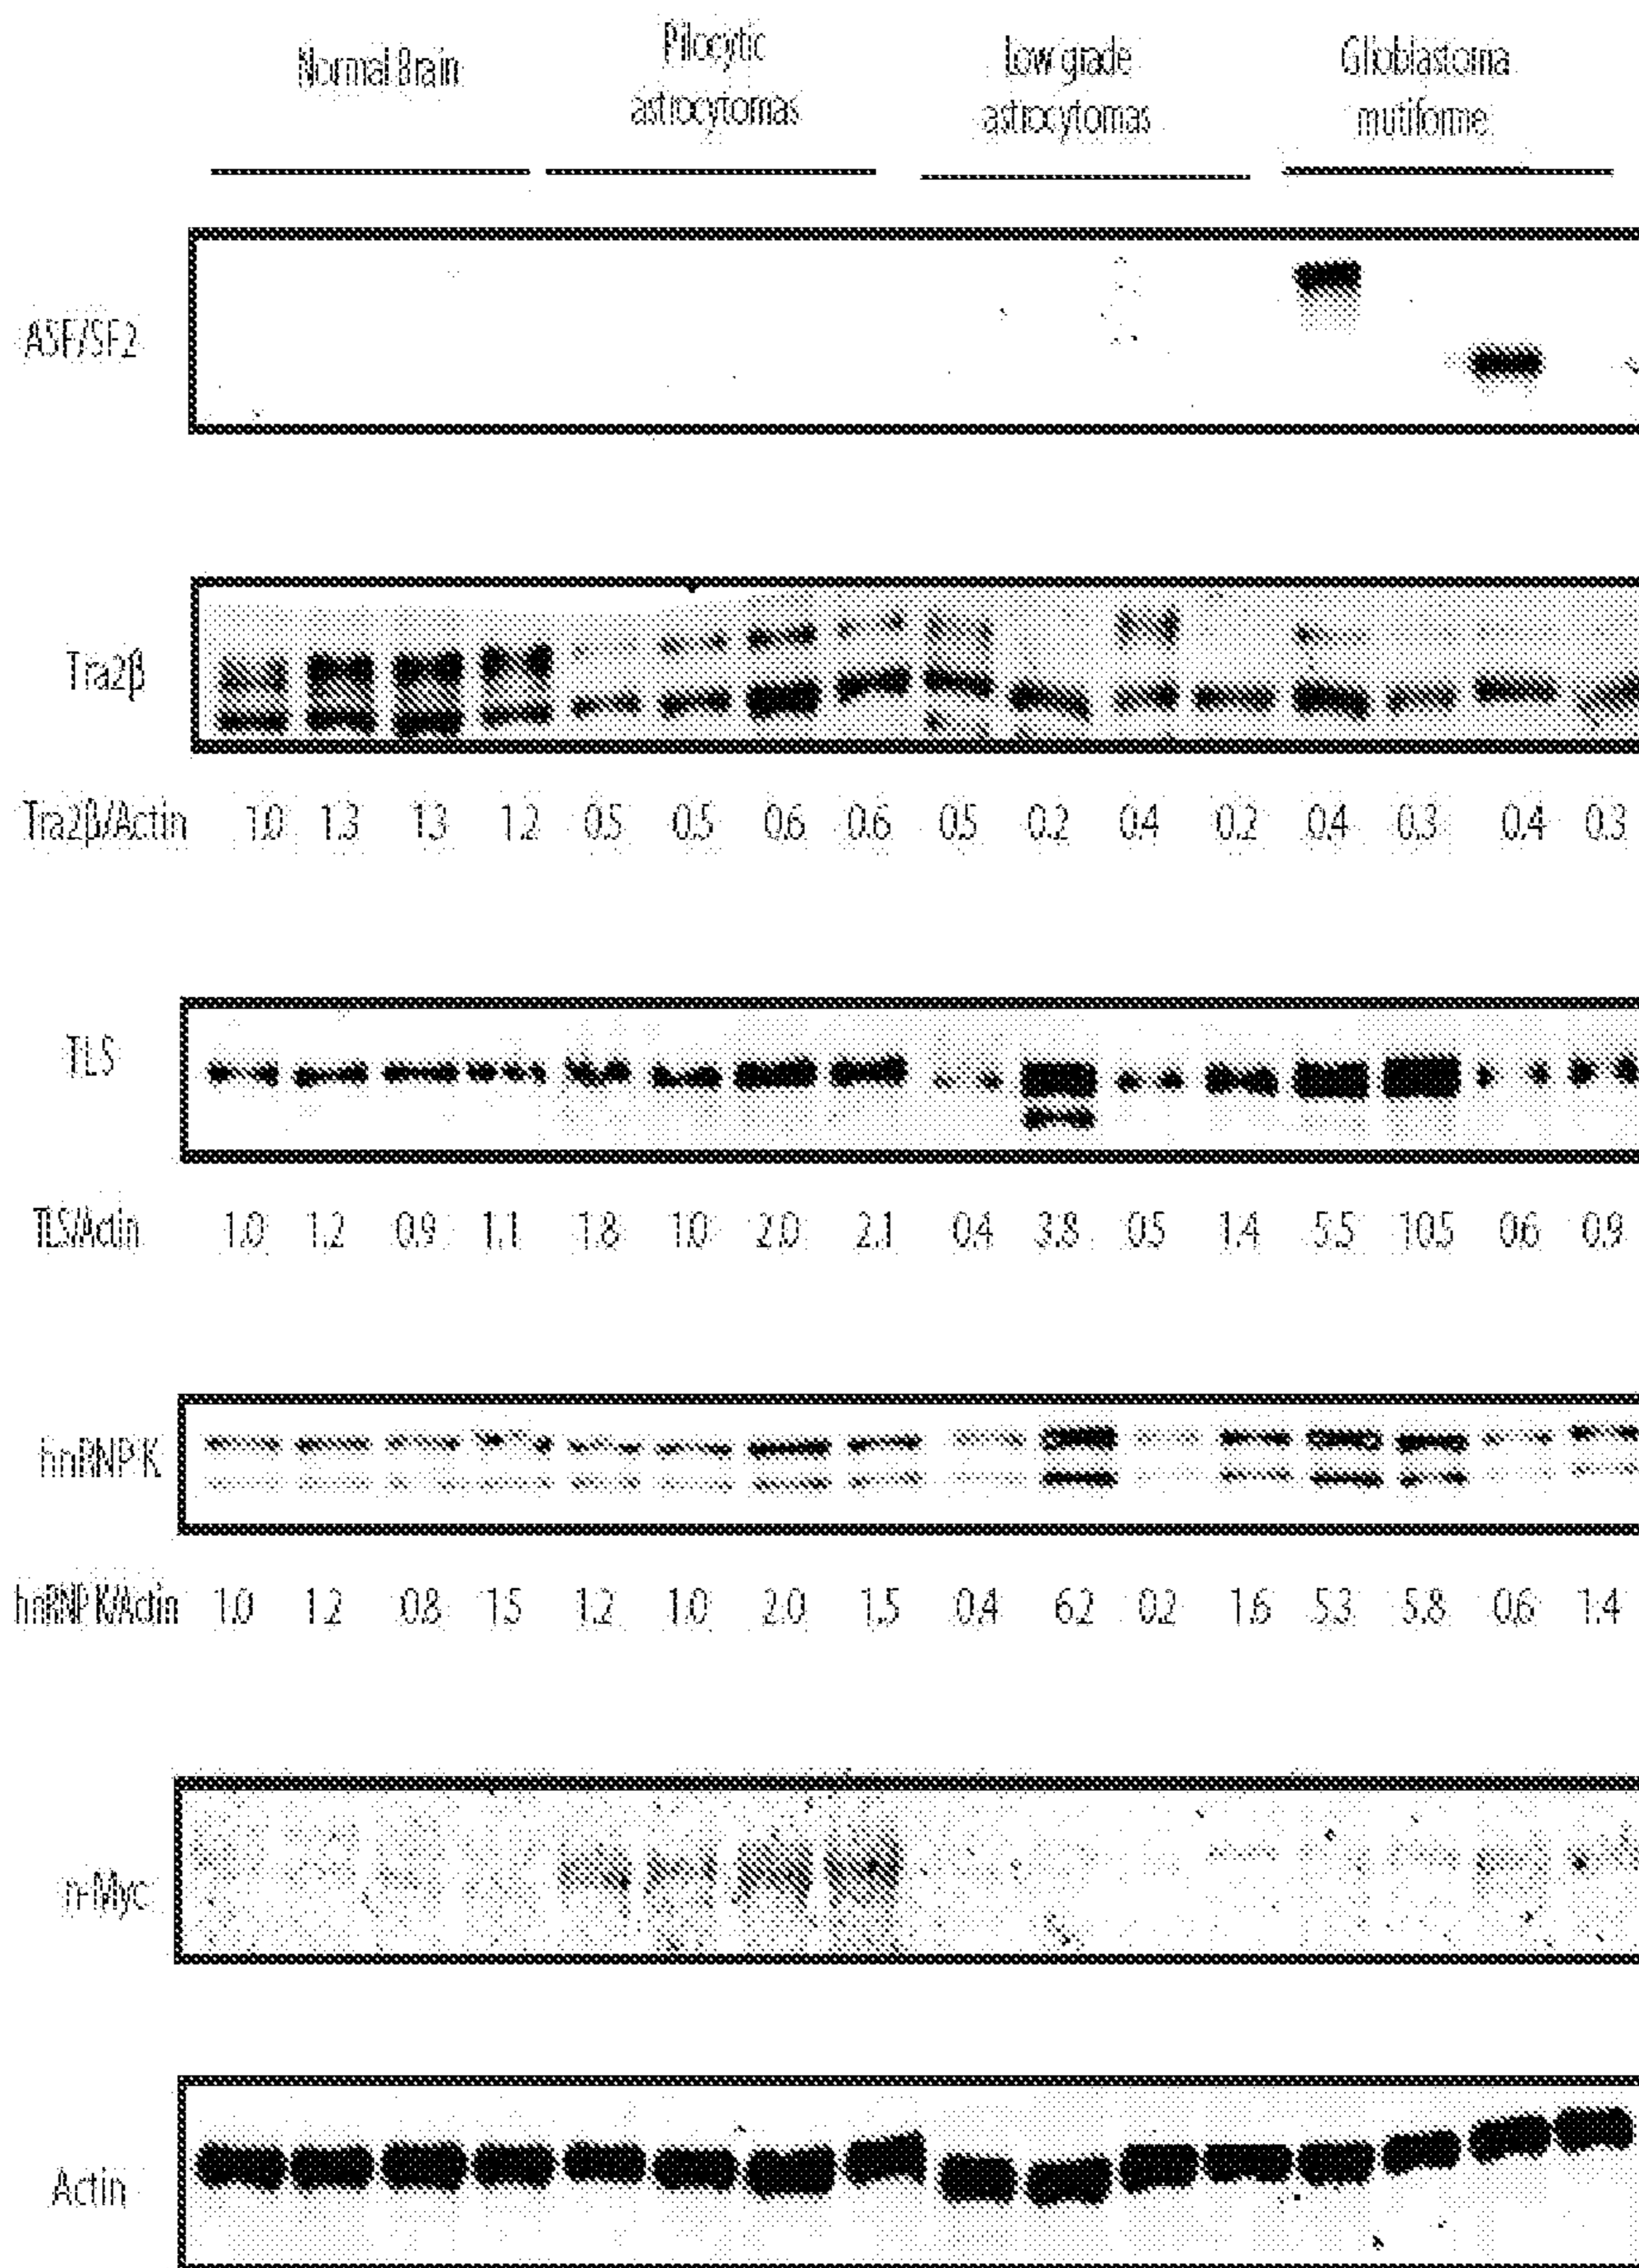 Normal Brain
Pilocytic
astrocytomas
Low grade
astrocytomas
Glioblastoma
mutiforme
ASF/SF2
Tra2β
Tra2β/Actin 1.0 1.3 1.3 1.2 0.5 0.5 0.6 0.6 0.5 0.2 0.4 0.2 0.4 0.3 0.4 0.3
TLS
TLS/Actin 1.0 1.2 0.9 1.1 1.8 1.0 2.0 2.1 0.4 3.8 0.5 1.4 5.5 10.5 0.6 0.9
hnRNP K
hnRNP K/Actin 1.0 1.2 0.8 1.5 1.2 1.0 2.0 1.5 0.4 6.2 0.2 1.6 5.3 5.8 0.6 1.4
n-Myc
Actin